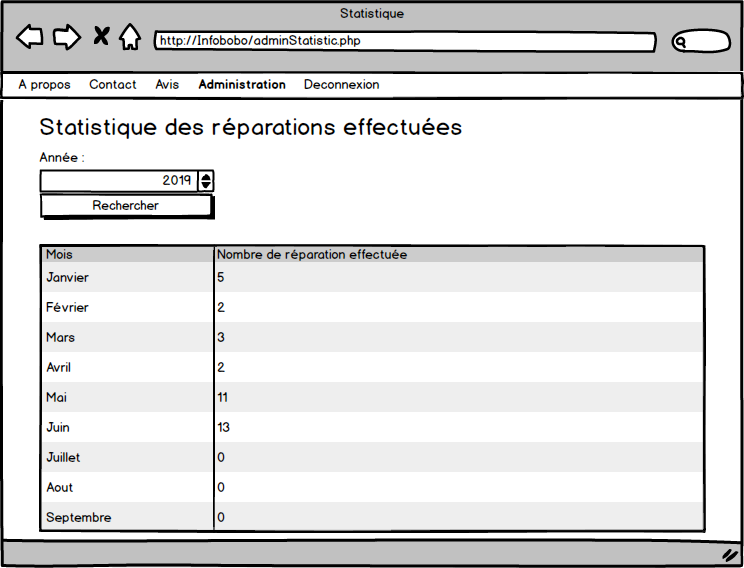 Statistique
http://Infobobo/adminStatistic.php
A propos Contact Avis Administration Deconnexion
Statistique des réparations effectuées
Année :
2019
Rechercher
Mois Nombre de réparation effectuée
Janvier 5
Février 2
Mars 3
Avril 2
Mai 11
Juin 13
Juillet 0
Aout 0
Septembre 0